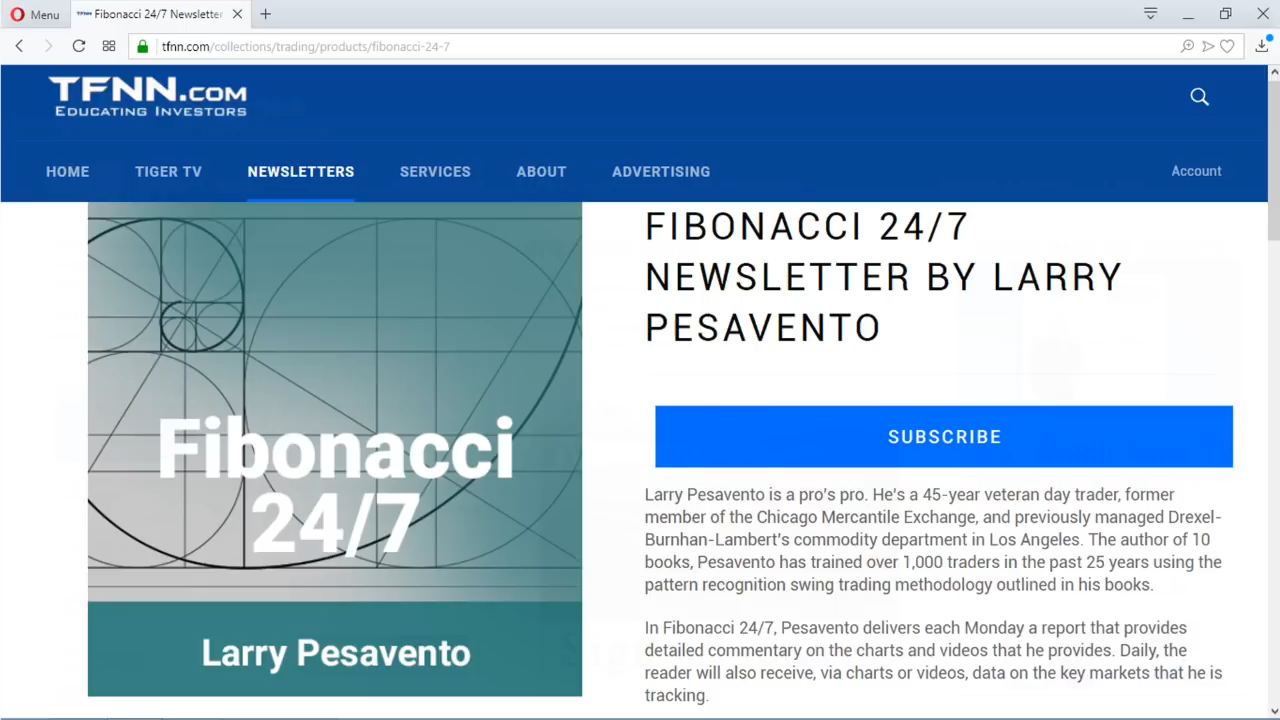 Menu
Fibonacci 24/7 Newsletter
tfnn.com/collections/trading/products/fibonacci-24-7
TFNN.COM
EDUCATING INVESTORS
HOME TIGER TV NEWSLETTERS SERVICES ABOUT ADVERTISING Account
Fibonacci
24/7
Larry Pesavento
FIBONACCI 24/7
NEWSLETTER BY LARRY
PESAVENTO
SUBSCRIBE
Larry Pesavento is a pro's pro. He's a 45-year veteran day trader, former
member of the Chicago Mercantile Exchange, and previously managed Drexel-
Burnhan-Lambert's commodity department in Los Angeles. The author of 10
books, Pesavento has trained over 1,000 traders in the past 25 years using the
pattern recognition swing trading methodology outlined in his books.
In Fibonacci 24/7, Pesavento delivers each Monday a report that provides
detailed commentary on the charts and videos that he provides. Daily, the
reader will also receive, via charts or videos, data on the key markets that he is
tracking.